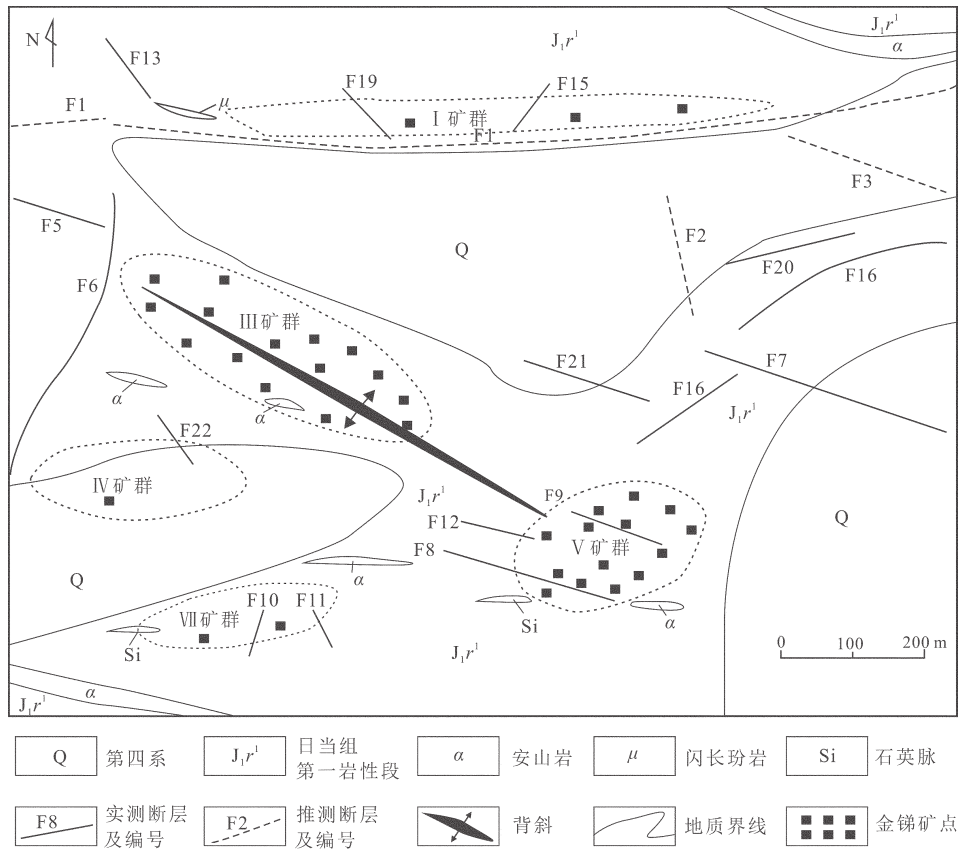 J₁r¹
J₁r¹
α
N
F13
F19
F15
F1
μ
Ⅰ矿群
F1
F3
F5
F2
Q
F20
F16
F6
Ⅲ矿群
F21
F7
F16
α
α
J₁r¹
F22
Ⅳ矿群
J₁r¹
F9
F12
Ⅴ矿群
Q
F8
Q
α
F10
F11
Ⅶ矿群
Si
Si
α
J₁r¹
0 100 200 m
α
J₁r¹
Q 第四系
J₁r¹ 日当组
第一岩性段
α 安山岩
μ 闪长玢岩
Si 石英脉
F8 实测断层
及编号
F2 推测断层
及编号
背斜
地质界线
金锑矿点